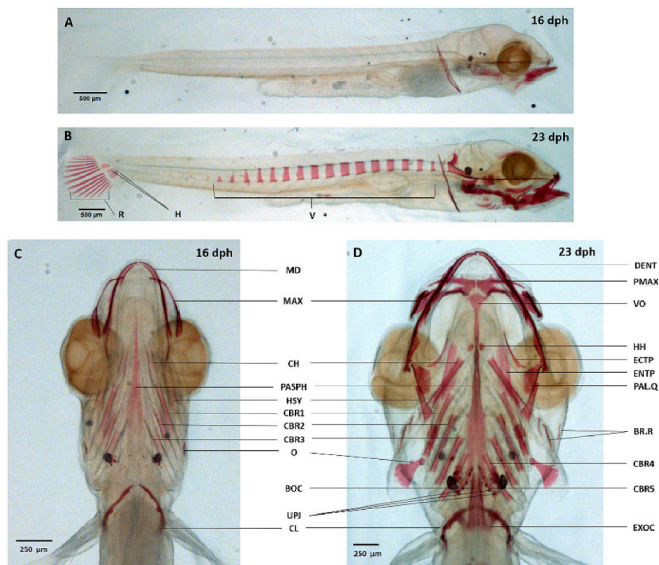 A
16 dph
500 µm
B
23 dph
500 µm
R
H
V
C
16 dph
D
23 dph
MD
DENT
PMAX
MAX
VO
HH
CH
ECTP
ENTP
PASPH
PAL.Q
HSY
CBR1
CBR2
BR.R
CBR3
O
CBR4
BOC
CBR5
UPJ
CL
EXOC
250 µm
250 µm